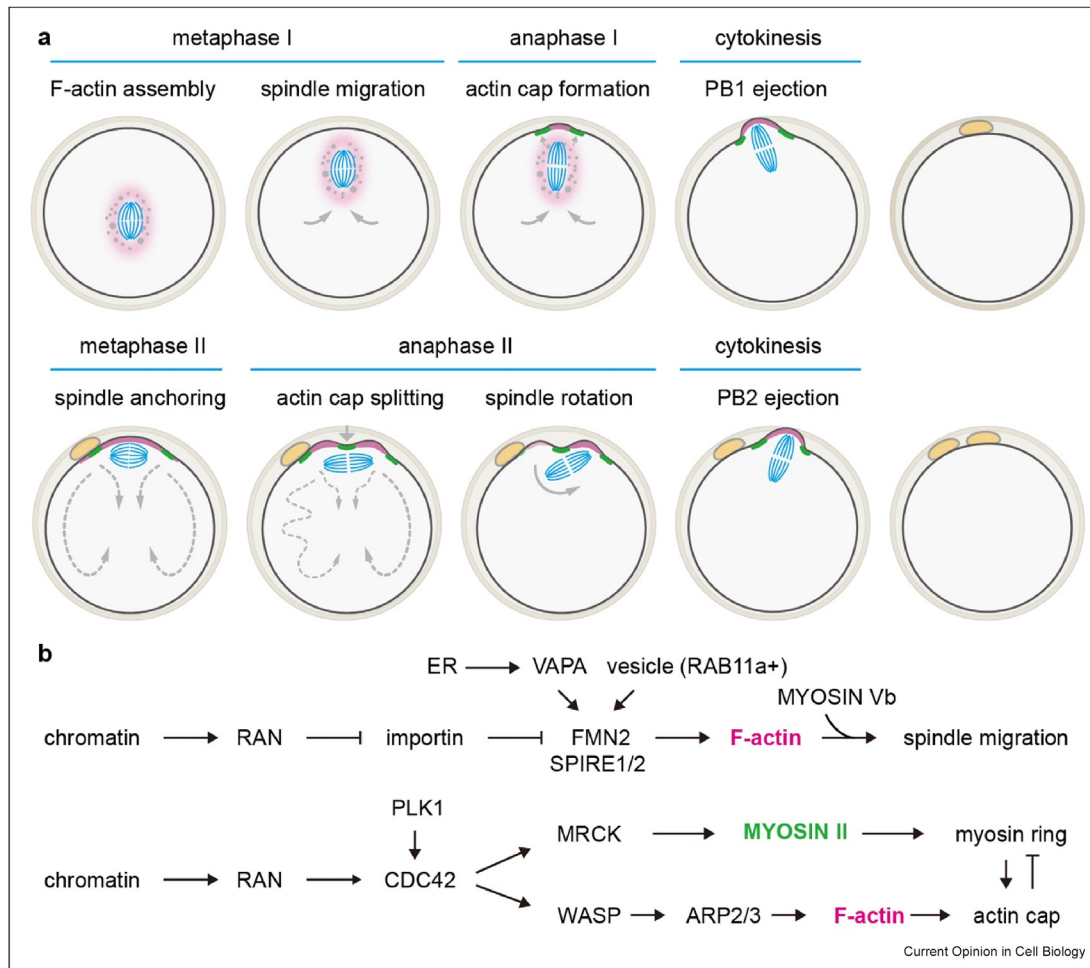 a
metaphase I anaphase I cytokinesis
F-actin assembly spindle migration actin cap formation PB1 ejection
metaphase II anaphase II cytokinesis
spindle anchoring actin cap splitting spindle rotation PB2 ejection
b
ER VAPA vesicle (RAB11a+)
MYOSIN Vb
chromatin RAN importin FMN2 F-actin spindle migration
SPIRE1/2
PLK1
MRCK MYOSIN II myosin ring
chromatin RAN CDC42
WASP ARP2/3 F-actin actin cap
Current Opinion in Cell Biology